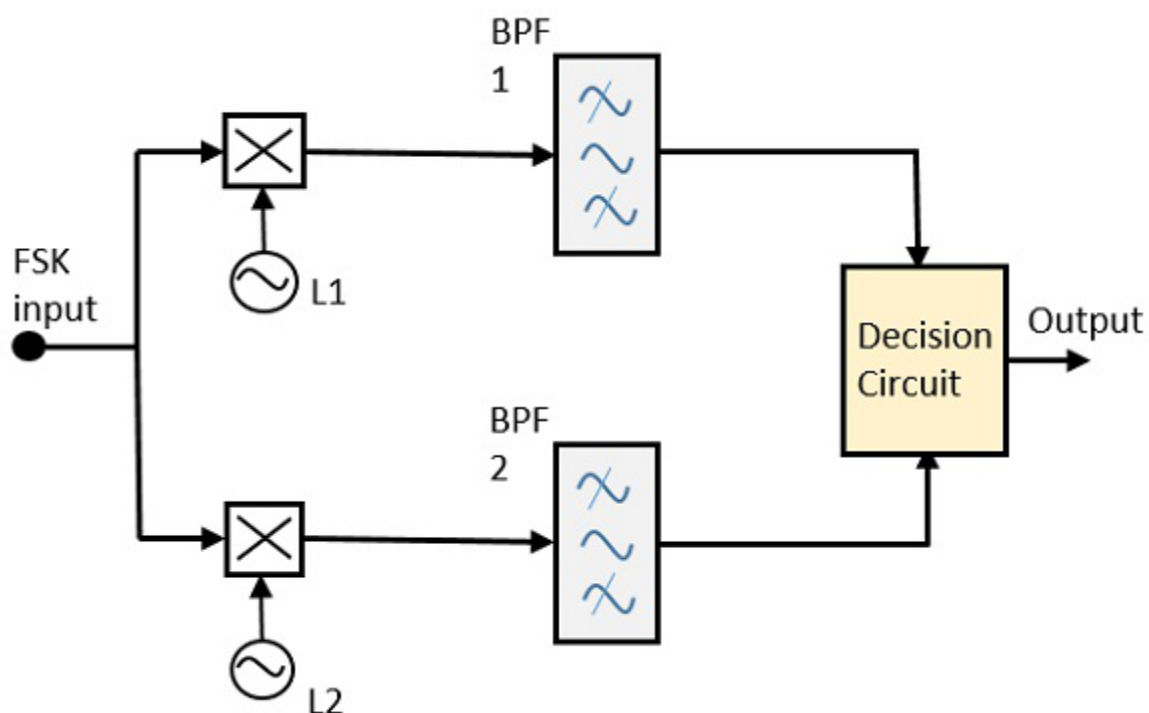 BPF
1
FSK
input
L1
Decision
Circuit
Output
BPF
2
L2